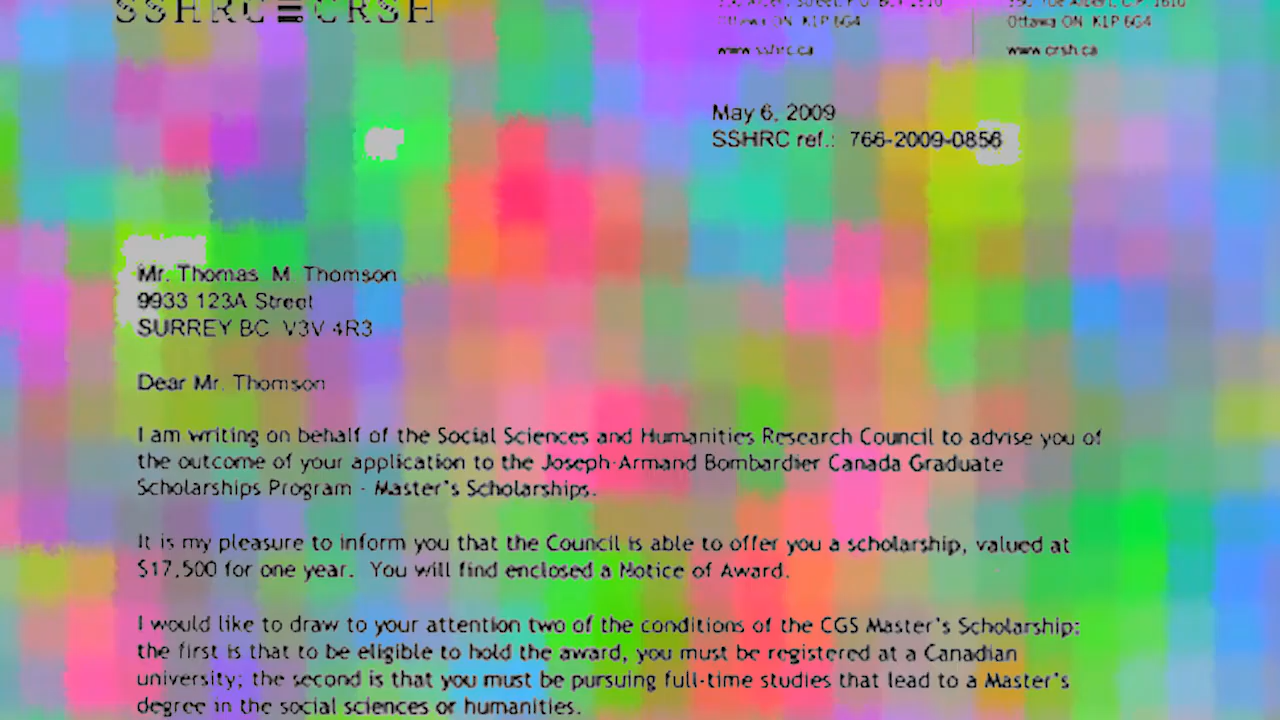 SSHRC≡CRSH
Ottawa ON K1P 6G4
Ottawa ON K1P 6G4
www.sshrc.ca
www.crsh.ca
May 6, 2009
SSHRC ref.: 766-2009-0856
Mr. Thomas M Thomson
9933 123A Street
SURREY BC V3V 4R3
Dear Mr. Thomson
I am writing on behalf of the Social Sciences and Humanities Research Council to advise you of
the outcome of your application to the Joseph-Armand Bombardier Canada Graduate
Scholarships Program - Master's Scholarships.
It is my pleasure to inform you that the Council is able to offer you a scholarship, valued at
$17,500 for one year. You will find enclosed a Notice of Award.
I would like to draw to your attention two of the conditions of the CGS Master's Scholarship:
the first is that to be eligible to hold the award, you must be registered at a Canadian
university; the second is that you must be pursuing full-time studies that lead to a Master's
degree in the social sciences or humanities.